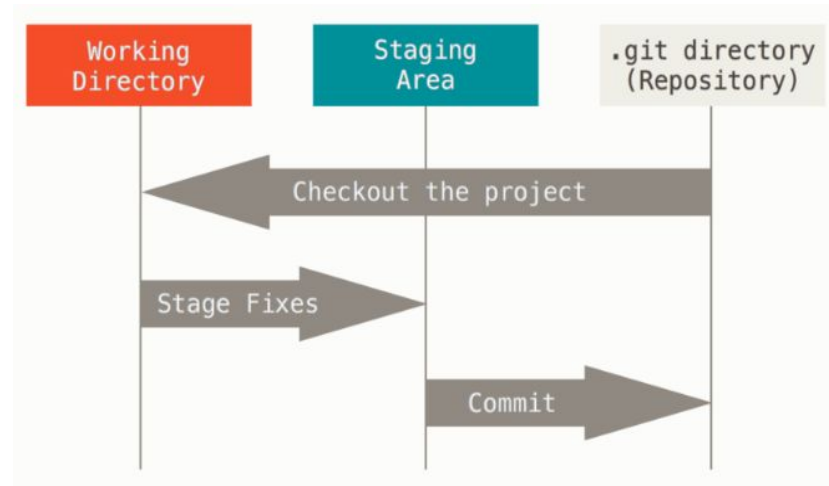 Working
Directory
Staging
Area
.git directory
(Repository)
Checkout the project
Stage Fixes
Commit